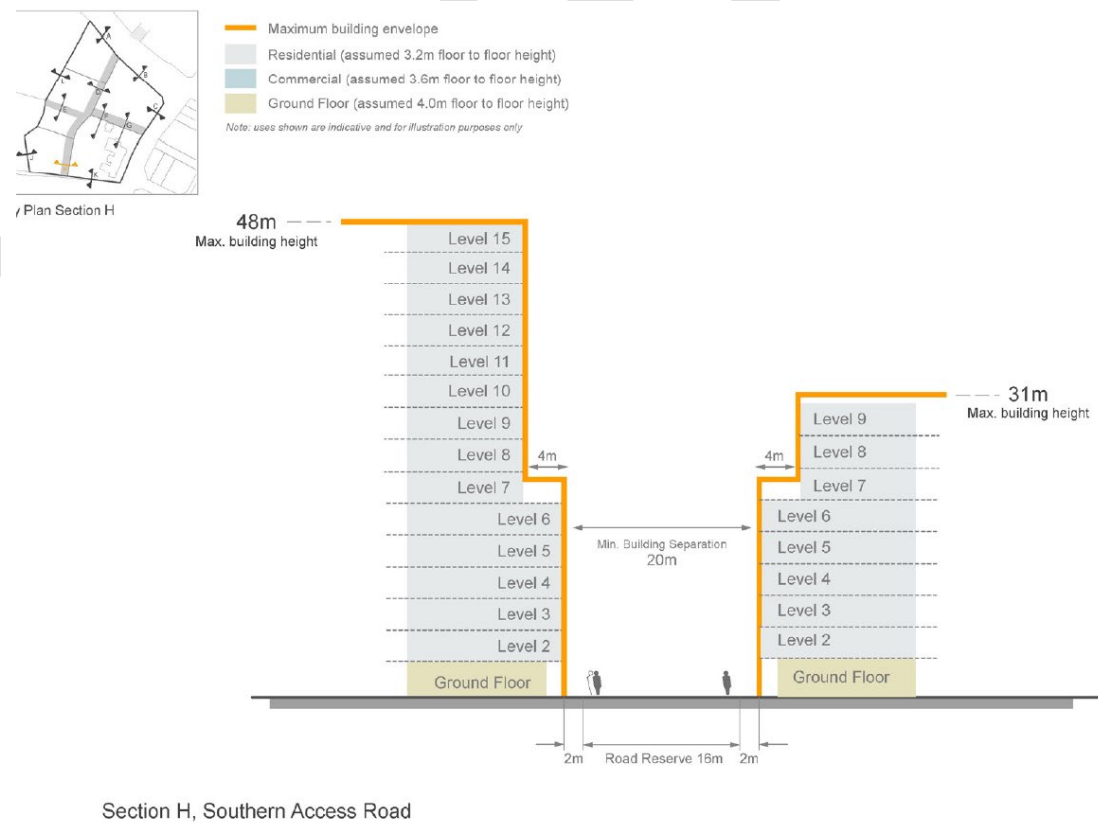 Maximum building envelope
Residential (assumed 3.2m floor to floor height)
Commercial (assumed 3.6m floor to floor height)
Ground Floor (assumed 4.0m floor to floor height)
Note: uses shown are indicative and for illustration purposes only
A
B
C
G
K
Plan Section H
48m
Max. building height
Level 15
Level 14
Level 13
Level 12
Level 11
Level 10
Level 9
Level 8
Level 7
Level 6
Level 5
Level 4
Level 3
Level 2
Ground Floor
4m
Min. Building Separation
20m
4m
31m
Max. building height
Level 9
Level 8
Level 7
Level 6
Level 5
Level 4
Level 3
Level 2
Ground Floor
2m
Road Reserve 16m
2m
Section H, Southern Access Road